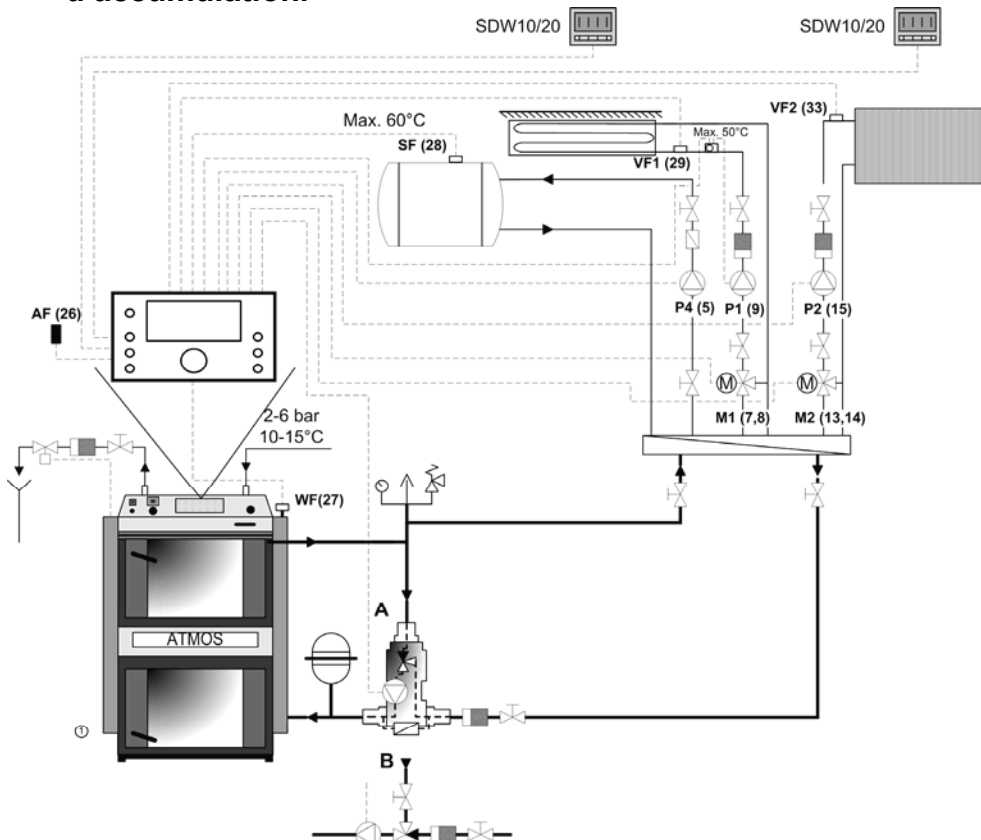 SDW10/20
SDW10/20
Max. 60°C
SF (28)
Max. 50°C
VF1 (29)
VF2 (33)
AF (26)
P4 (5)
P1 (9)
P2 (15)
M
M
M1 (7,8)
M2 (13,14)
2-6 bar
10-15°C
WF(27)
A
ATMOS
1
B